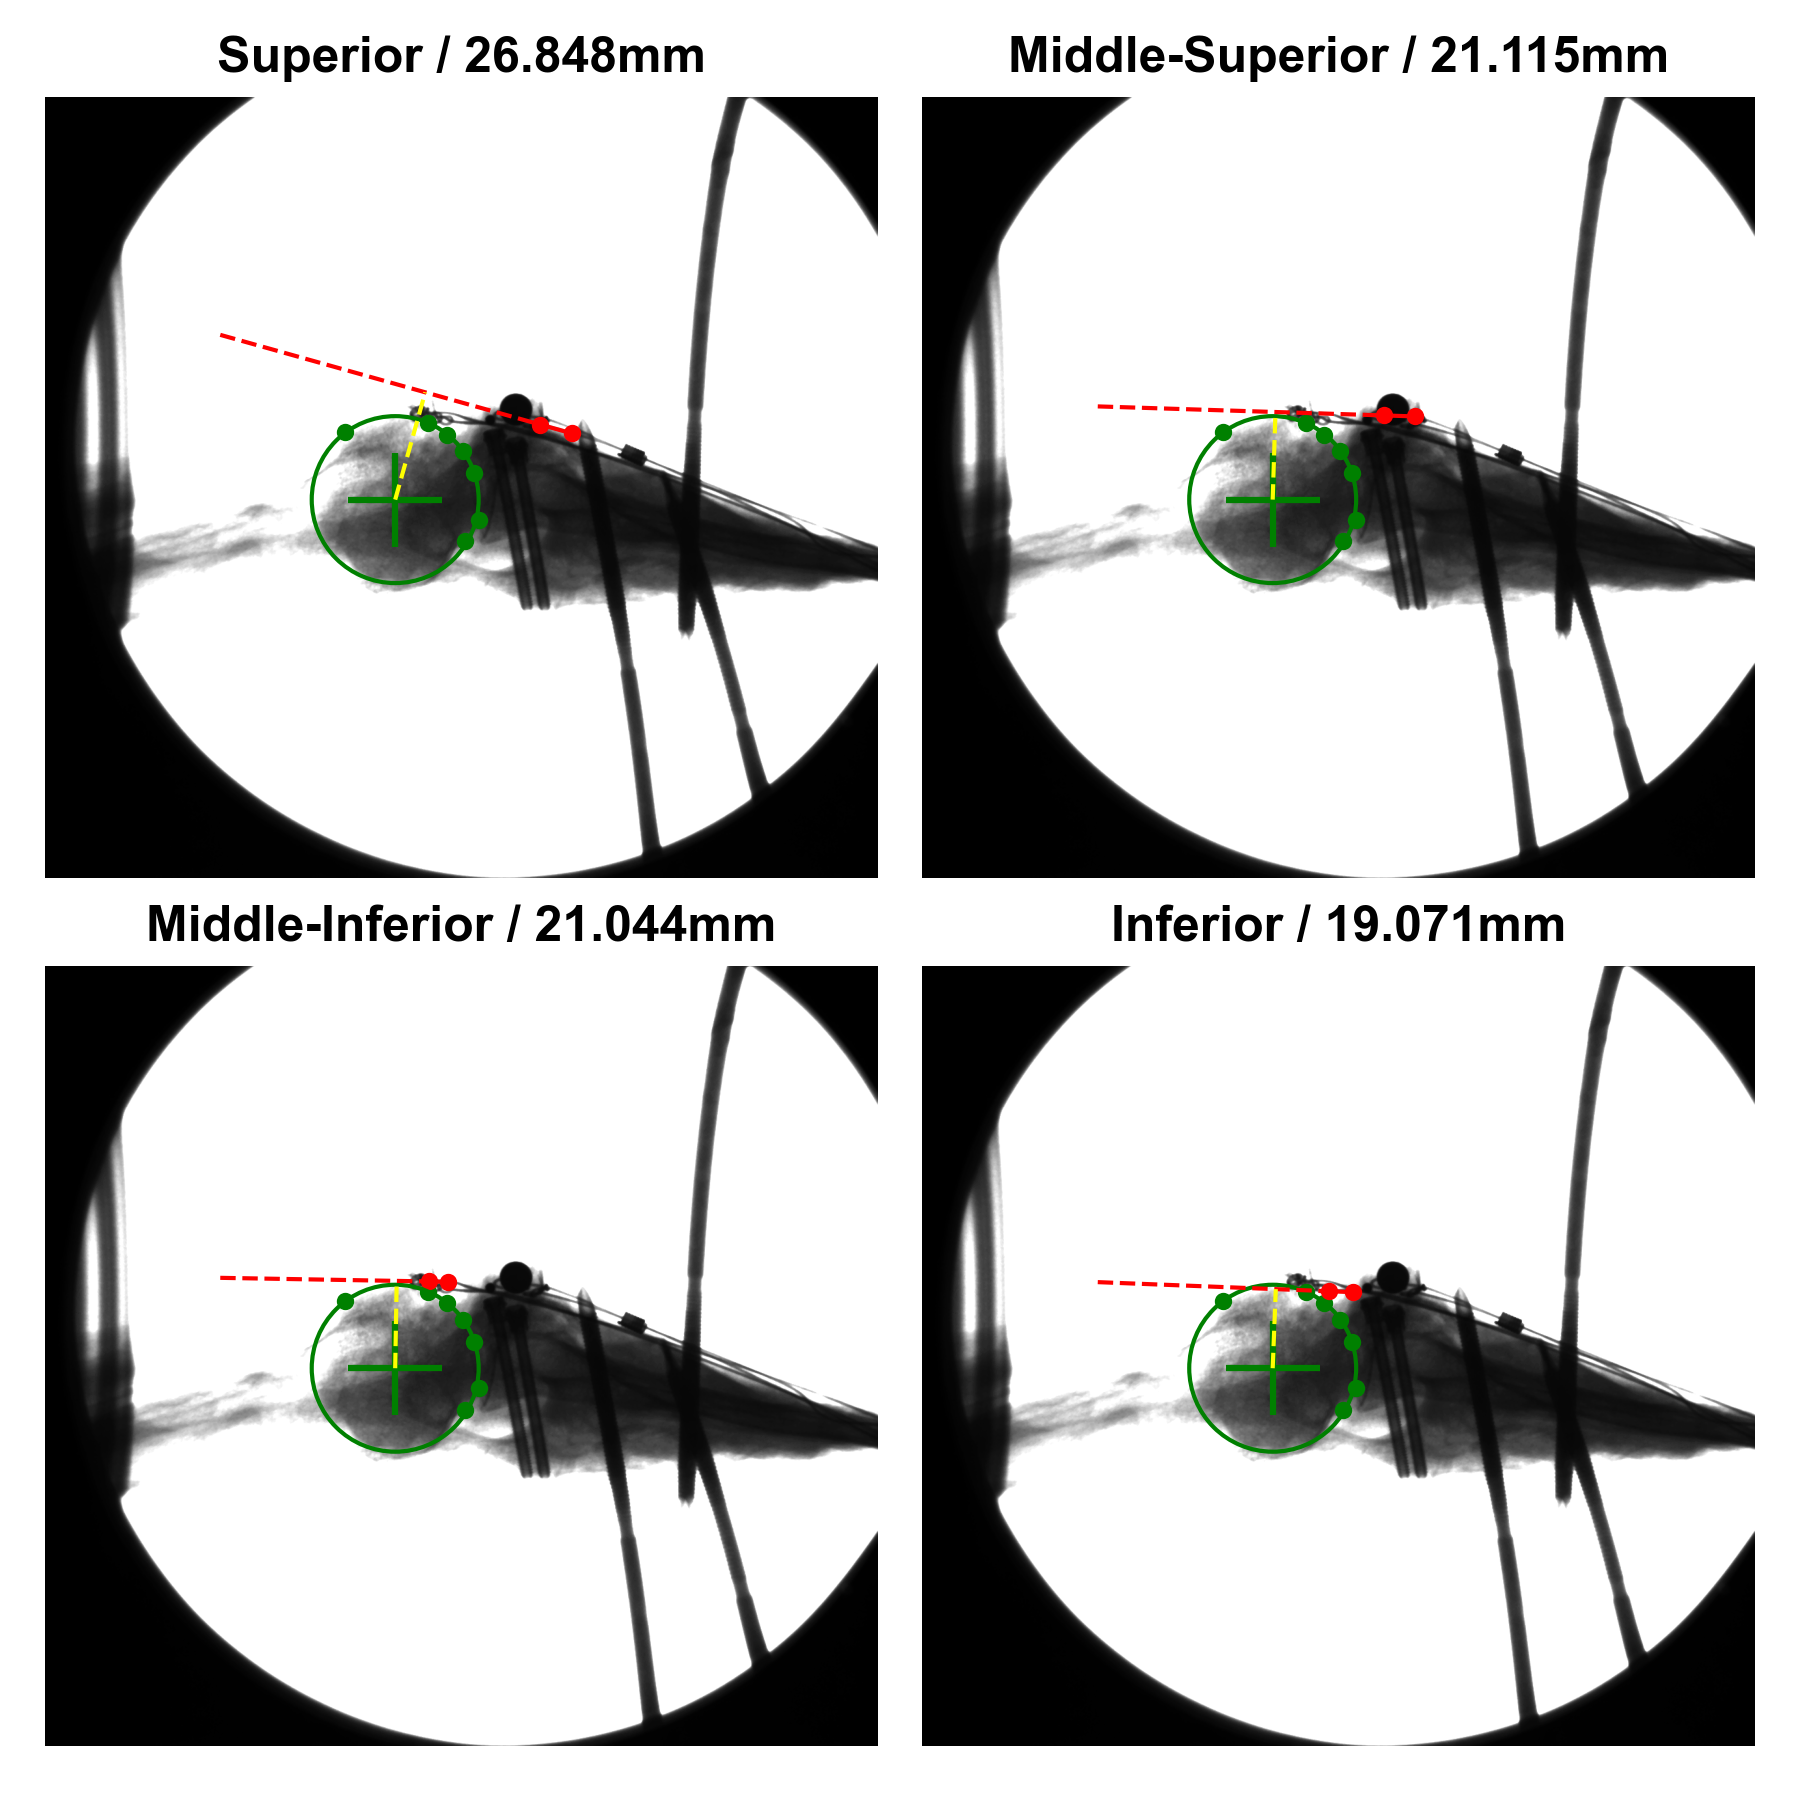 Superior / 26.848mm
Middle-Superior / 21.115mm
Middle-Inferior / 21.044mm
Inferior / 19.071mm